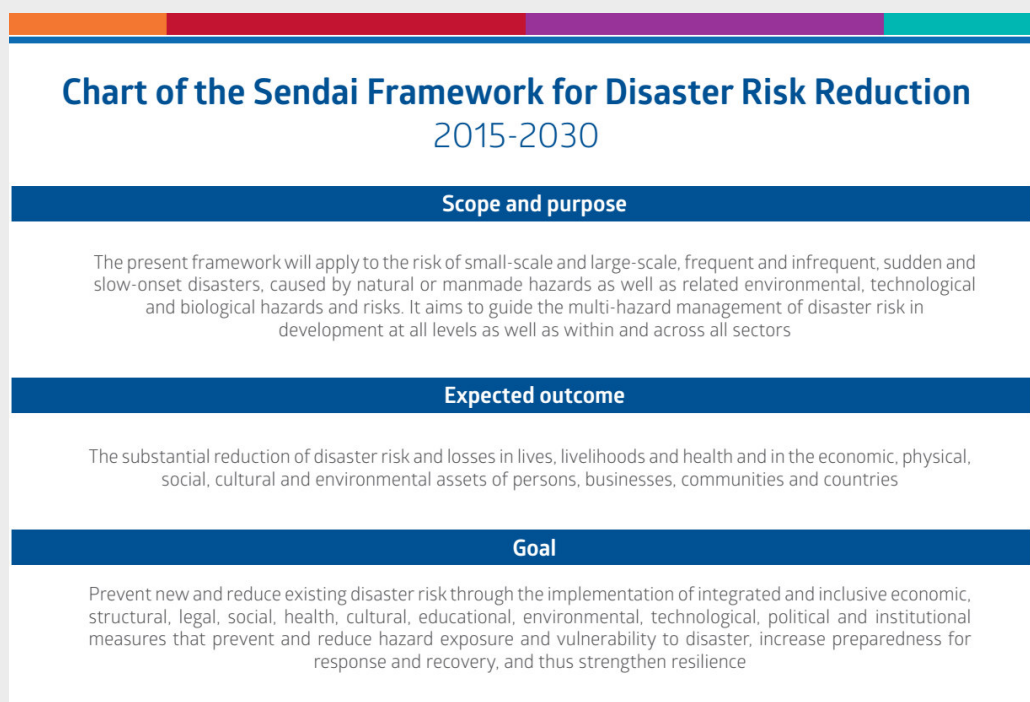 Chart of the Sendai Framework for Disaster Risk Reduction
2015-2030
Scope and purpose
The present framework will apply to the risk of small-scale and large-scale, frequent and infrequent, sudden and
slow-onset disasters, caused by natural or manmade hazards as well as related environmental, technological
and biological hazards and risks. It aims to guide the multi-hazard management of disaster risk in
development at all levels as well as within and across all sectors
Expected outcome
The substantial reduction of disaster risk and losses in lives, livelihoods and health and in the economic, physical,
social, cultural and environmental assets of persons, businesses, communities and countries
Goal
Prevent new and reduce existing disaster risk through the implementation of integrated and inclusive economic,
structural, legal, social, health, cultural, educational, environmental, technological, political and institutional
measures that prevent and reduce hazard exposure and vulnerability to disaster, increase preparedness for
response and recovery, and thus strengthen resilience